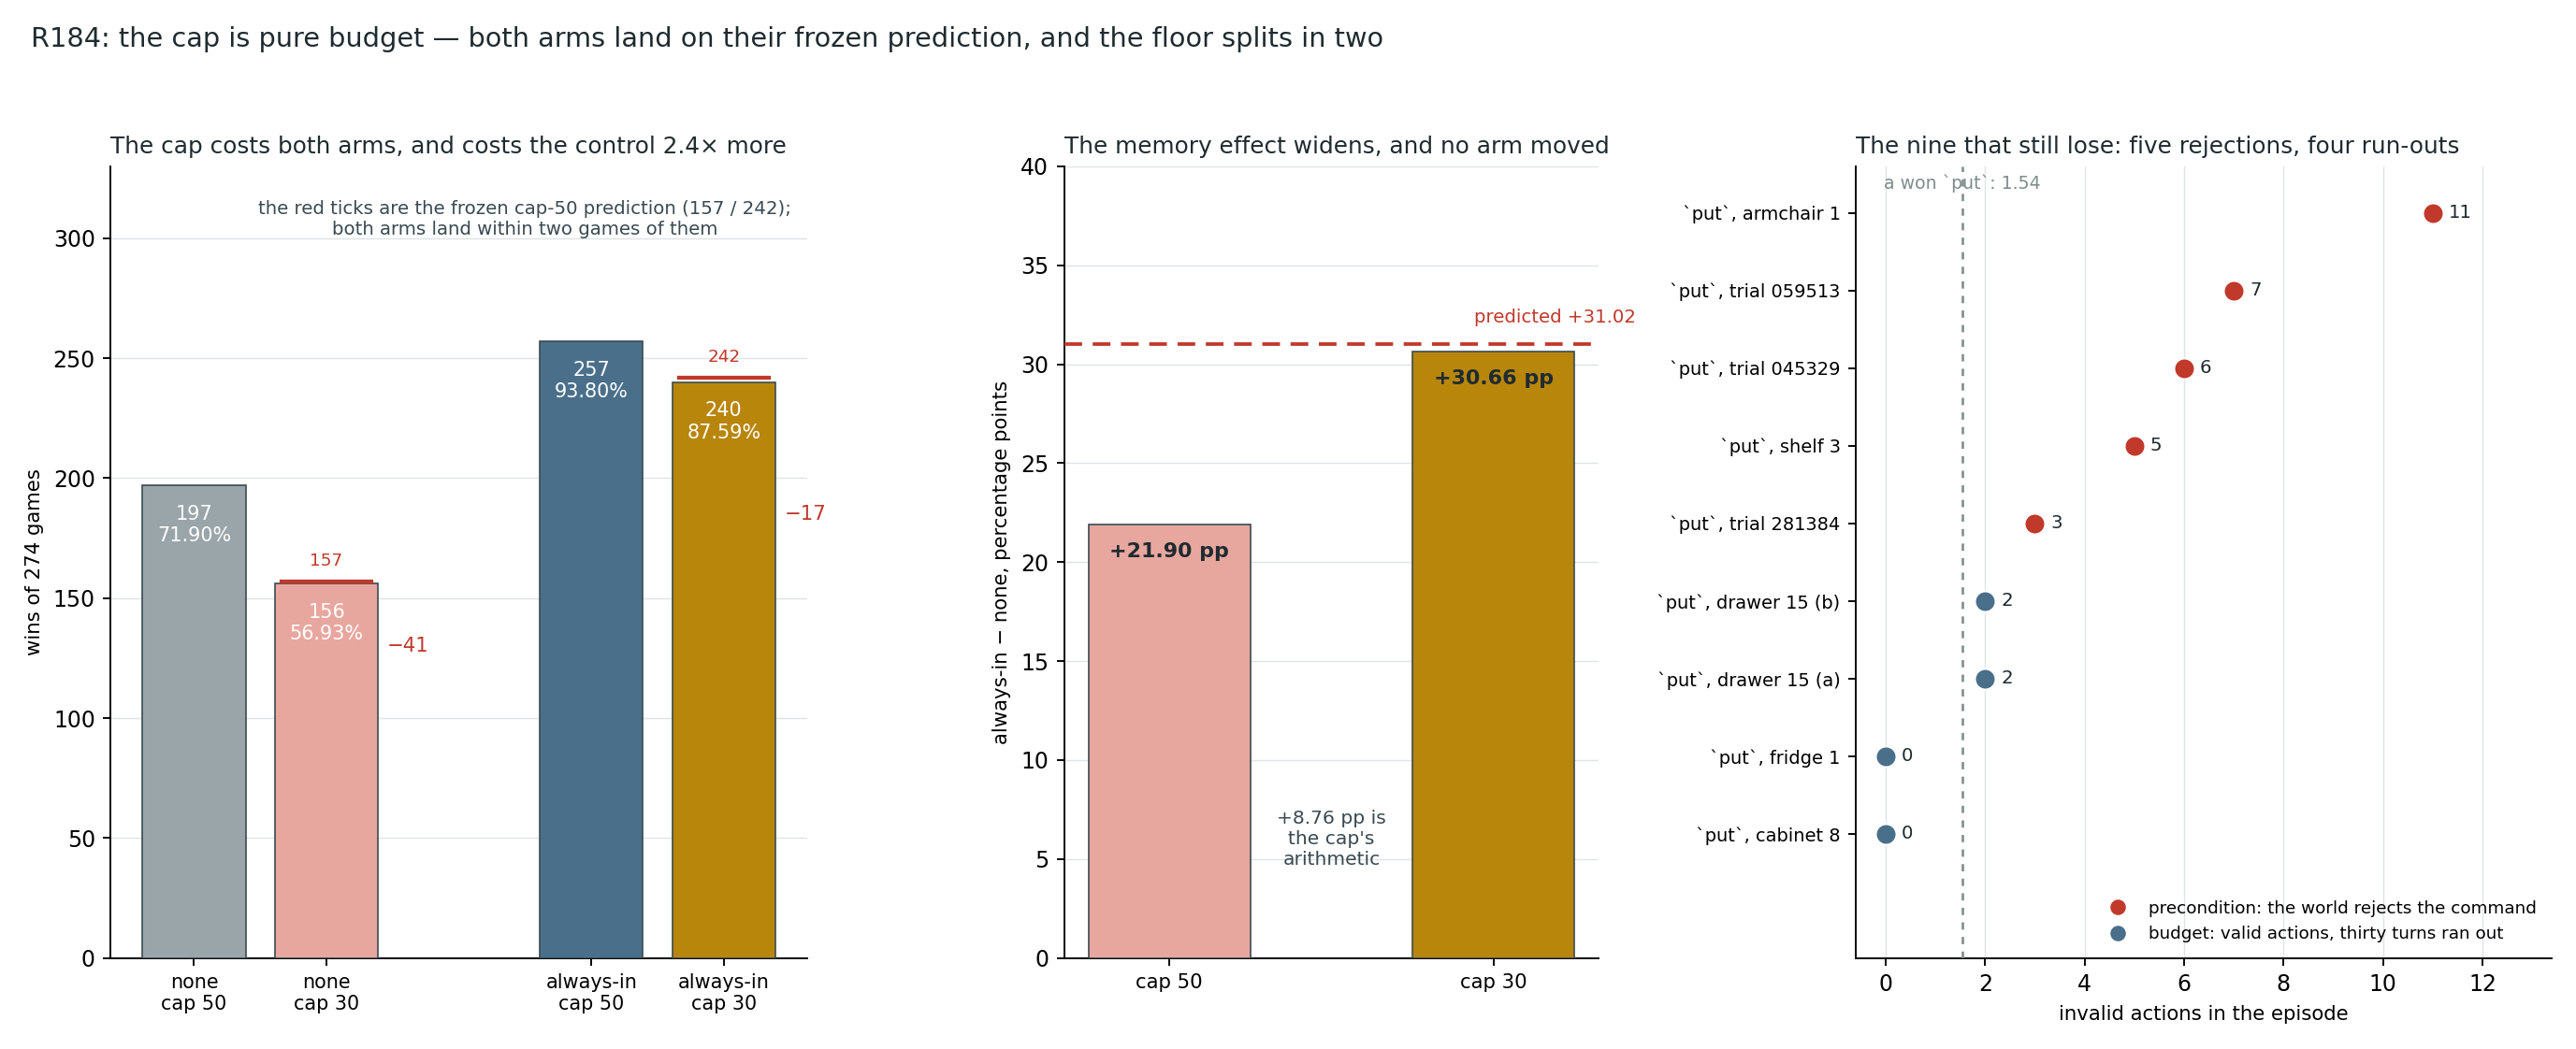 R184: the cap is pure budget — both arms land on their frozen prediction, and the floor splits in two
The cap costs both arms, and costs the control 2.4× more
the red ticks are the frozen cap-50 prediction (157 / 242);
both arms land within two games of them
wins of 274 games
300
250
200
150
100
50
0
197
71.90%
157
156
56.93%
−41
257
93.80%
242
240
87.59%
−17
none
cap 50
none
cap 30
always-in
cap 50
always-in
cap 30
The memory effect widens, and no arm moved
always-in − none, percentage points
40
35
30
25
20
15
10
5
0
predicted +31.02
+21.90 pp
+30.66 pp
+8.76 pp is
the cap's
arithmetic
cap 50
cap 30
The nine that still lose: five rejections, four run-outs
a won `put`: 1.54
`put`, armchair 1
11
`put`, trial 059513
7
`put`, trial 045329
6
`put`, shelf 3
5
`put`, trial 281384
3
`put`, drawer 15 (b)
2
`put`, drawer 15 (a)
2
`put`, fridge 1
0
`put`, cabinet 8
0
precondition: the world rejects the command
budget: valid actions, thirty turns ran out
0
2
4
6
8
10
12
invalid actions in the episode